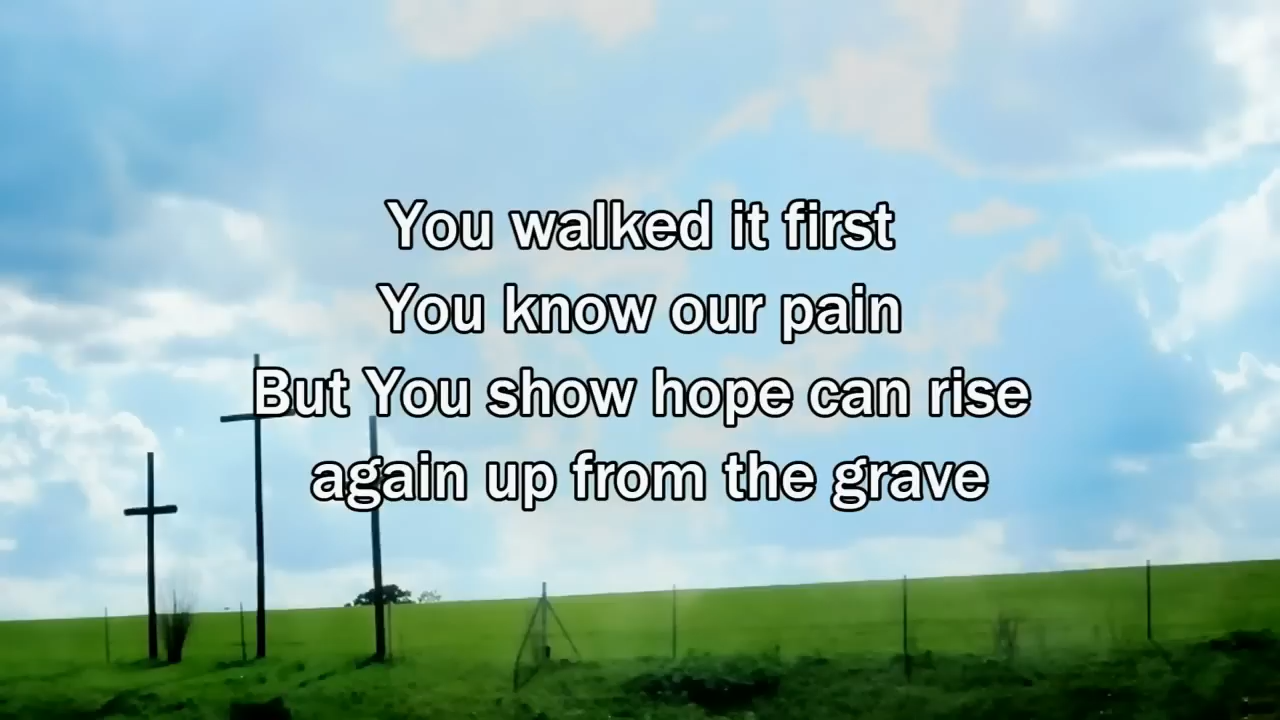 You walked it first
You know our pain
But You show hope can rise
again up from the grave